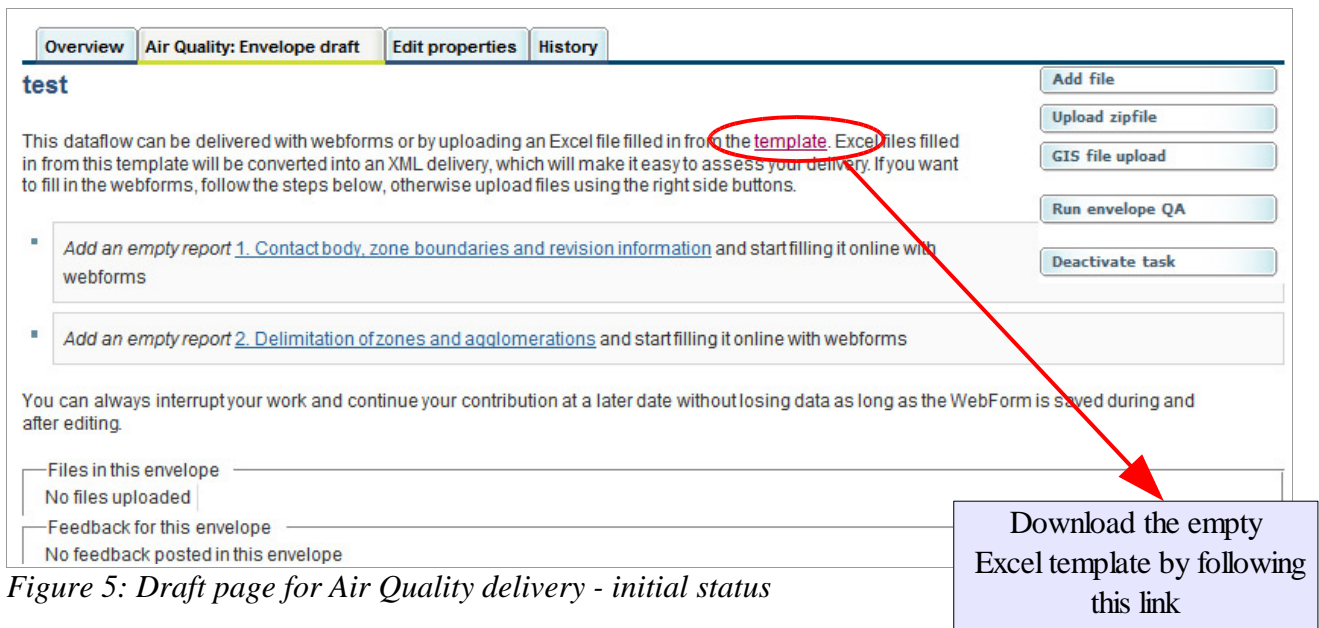 Overview Air Quality: Envelope draft Edit properties History
test
Add file
Upload zipfile
GIS file upload
Run envelope QA
Deactivate task
This dataflow can be delivered with webforms or by uploading an Excel file filled in from the template. Excel files filled
in from this template will be converted into an XML delivery, which will make it easy to assess your delivery. If you want
to fill in the webforms, follow the steps below, otherwise upload files using the right side buttons.
Add an empty report 1. Contact body, zone boundaries and revision information and start filling it online with
webforms
Add an empty report 2. Delimitation of zones and agglomerations and start filling it online with webforms
You can always interrupt your work and continue your contribution at a later date without losing data as long as the WebForm is saved during and
after editing.
Files in this envelope
No files uploaded
Feedback for this envelope
No feedback posted in this envelope
Download the empty
Excel template by following
this link
Figure 5: Draft page for Air Quality delivery - initial status